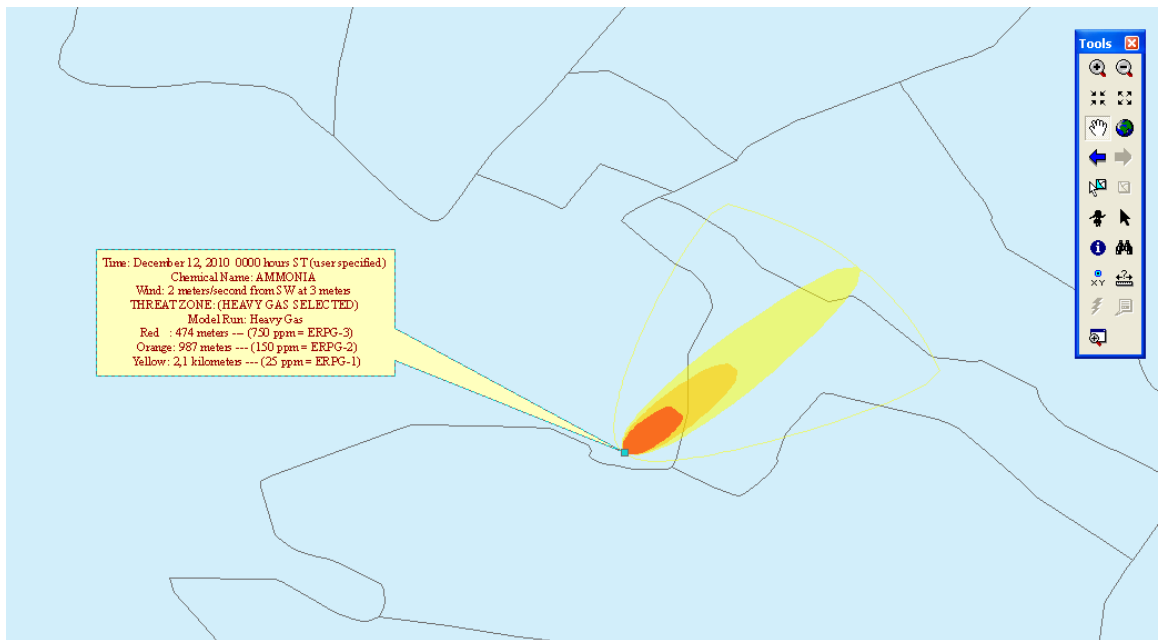 Tools
Time: December 12, 2010 0000 hours ST (user specified)
Chemical Name: AMMONIA
Wind: 2 meters/second from SW at 3 meters
THREAT ZONE: (HEAVY GAS SELECTED)
Model Run: Heavy Gas
Red : 474 meters --- (750 ppm = ERPG-3)
Orange: 987 meters --- (150 ppm = ERPG-2)
Yellow: 2,1 kilometers --- (25 ppm = ERPG-1)
XY